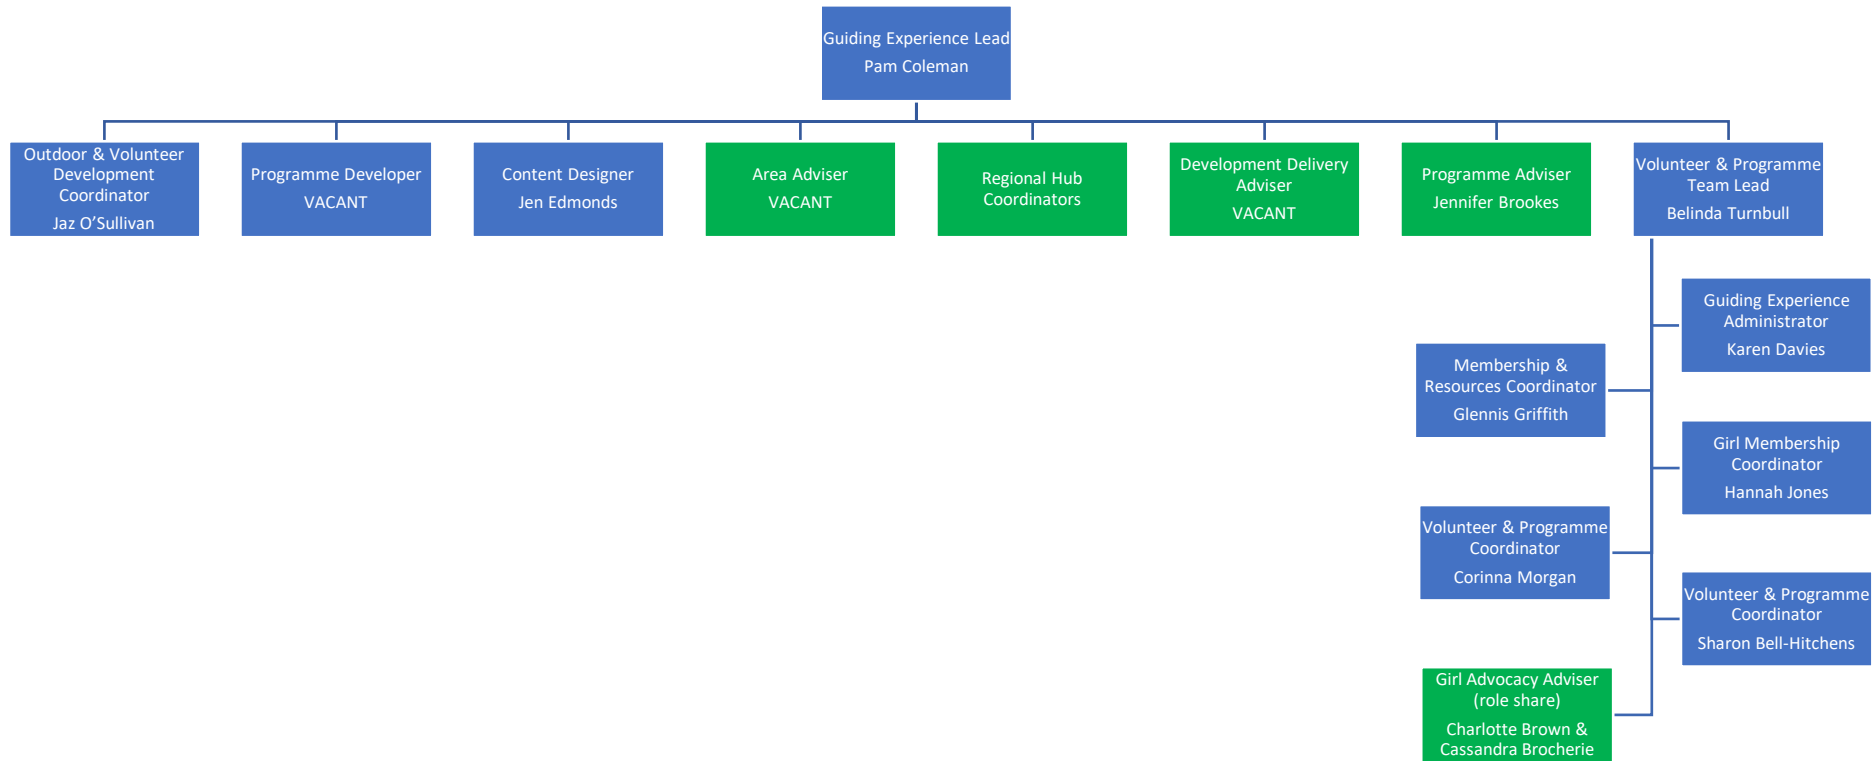 Guiding Experience Lead
Pam Coleman
Outdoor & Volunteer
Development
Coordinator
Jaz O’Sullivan
Programme Developer
VACANT
Content Designer
Jen Edmonds
Area Adviser
VACANT
Regional Hub
Coordinators
Development Delivery
Adviser
VACANT
Programme Adviser
Jennifer Brookes
Volunteer & Programme
Team Lead
Belinda Turnbull
Guiding Experience
Administrator
Karen Davies
Membership &
Resources Coordinator
Glennis Griffith
Girl Membership
Coordinator
Hannah Jones
Volunteer & Programme
Coordinator
Corinna Morgan
Volunteer & Programme
Coordinator
Sharon Bell-Hitchens
Girl Advocacy Adviser
(role share)
Charlotte Brown &
Cassandra Brocherie